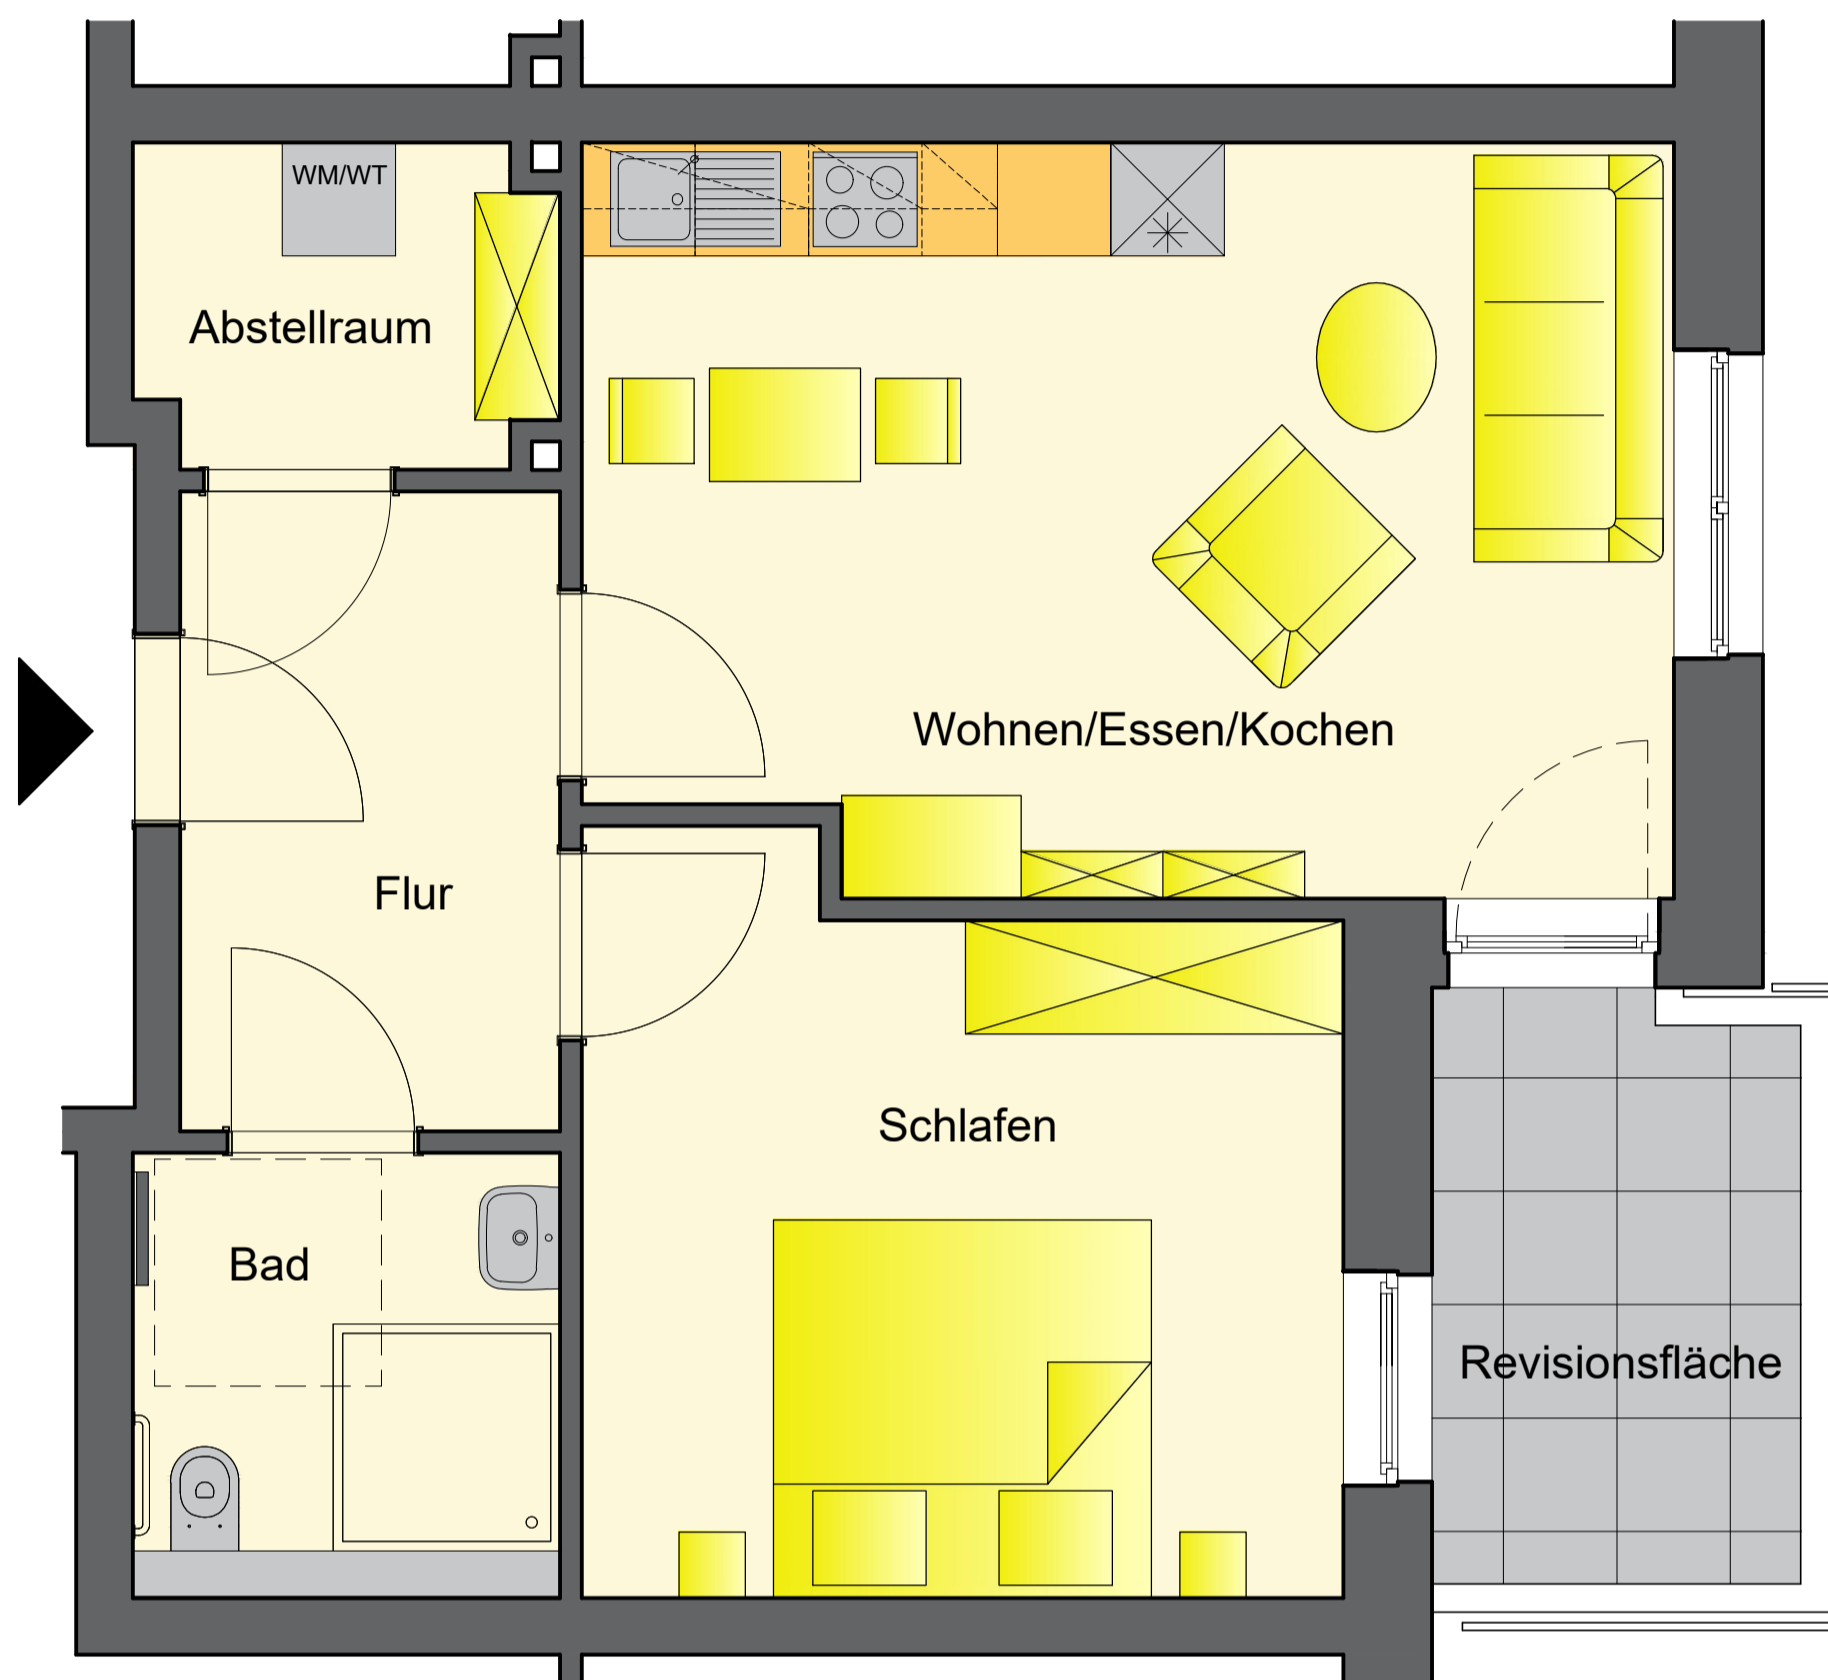 WM/WT
Abstellraum
Wohnen/Essen/Kochen
Flur
Schlafen
Bad
Revisionsfläche